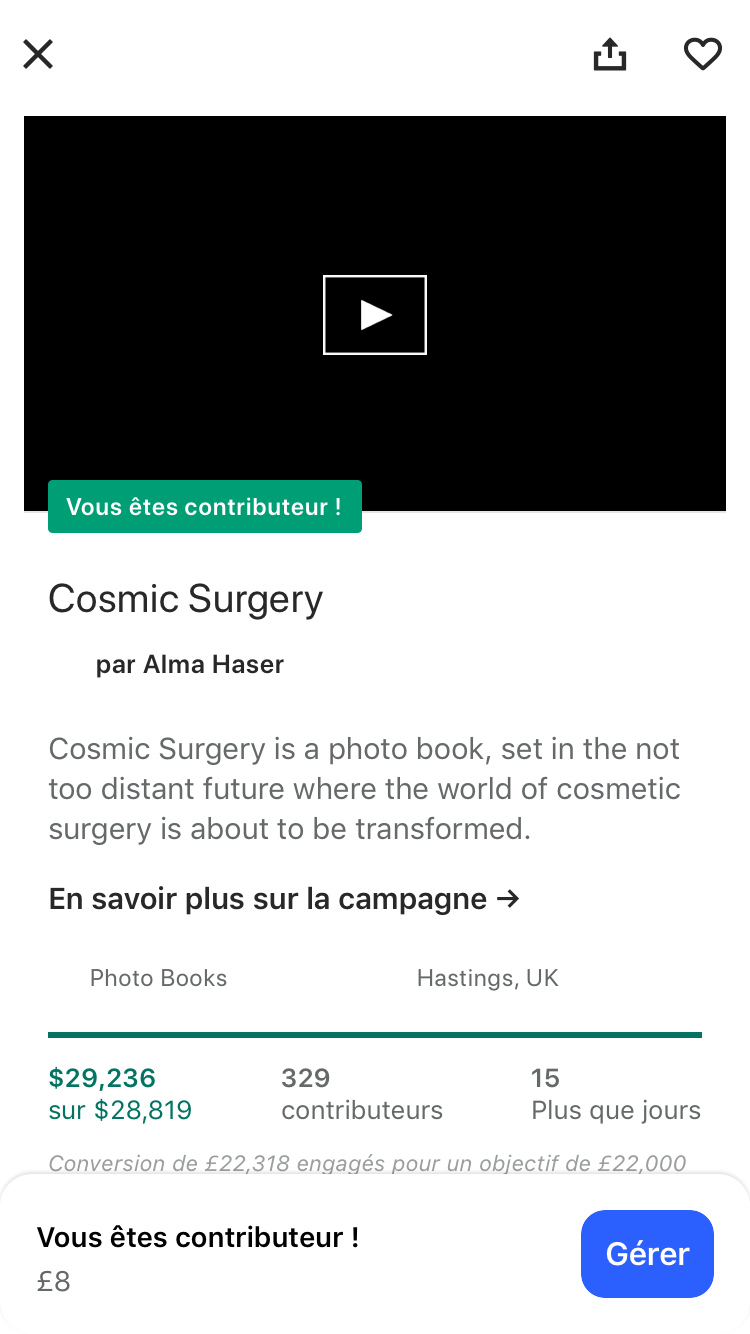 Vous êtes contributeur !
Cosmic Surgery
par Alma Haser
Cosmic Surgery is a photo book, set in the not
too distant future where the world of cosmetic
surgery is about to be transformed.
En savoir plus sur la campagne →
Photo Books
Hastings, UK
$29,236
sur $28,819
329
contributeurs
15
Plus que jours
Conversion de £22,318 engagés pour un objectif de £22,000
Vous êtes contributeur !
£8
Gérer